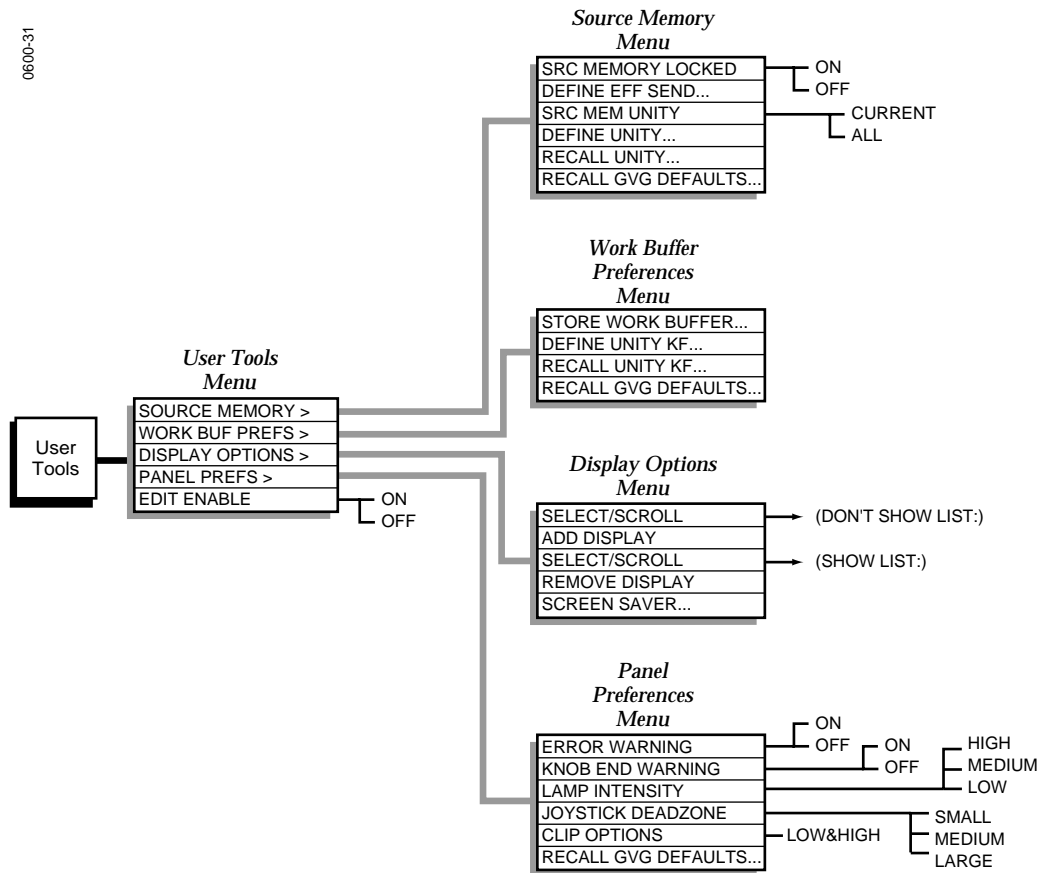 0600-31
Source Memory
Menu
SRC MEMORY LOCKED
ON
OFF
DEFINE EFF SEND...
SRC MEM UNITY
CURRENT
ALL
DEFINE UNITY...
RECALL UNITY...
RECALL GVG DEFAULTS...
Work Buffer
Preferences
Menu
STORE WORK BUFFER...
DEFINE UNITY KF...
RECALL UNITY KF...
RECALL GVG DEFAULTS...
User Tools
Menu
User
Tools
SOURCE MEMORY >
WORK BUF PREFS >
DISPLAY OPTIONS >
PANEL PREFS >
EDIT ENABLE
ON
OFF
Display Options
Menu
SELECT/SCROLL
(DON'T SHOW LIST:)
ADD DISPLAY
SELECT/SCROLL
(SHOW LIST:)
REMOVE DISPLAY
SCREEN SAVER...
Panel
Preferences
Menu
ERROR WARNING
ON
OFF
KNOB END WARNING
ON
OFF
LAMP INTENSITY
HIGH
MEDIUM
LOW
JOYSTICK DEADZONE
SMALL
MEDIUM
LARGE
CLIP OPTIONS
LOW&HIGH
RECALL GVG DEFAULTS...